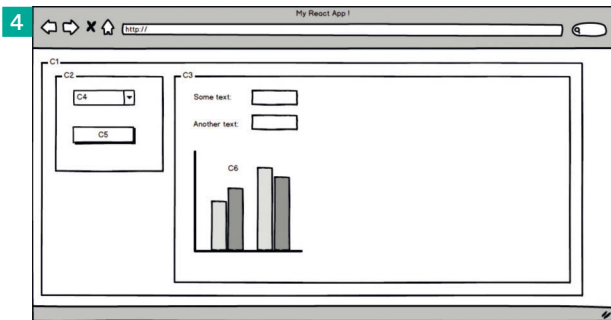 4
My React App !
http://
C1
C2
C3
C4
Some text:
Another text:
C5
C6